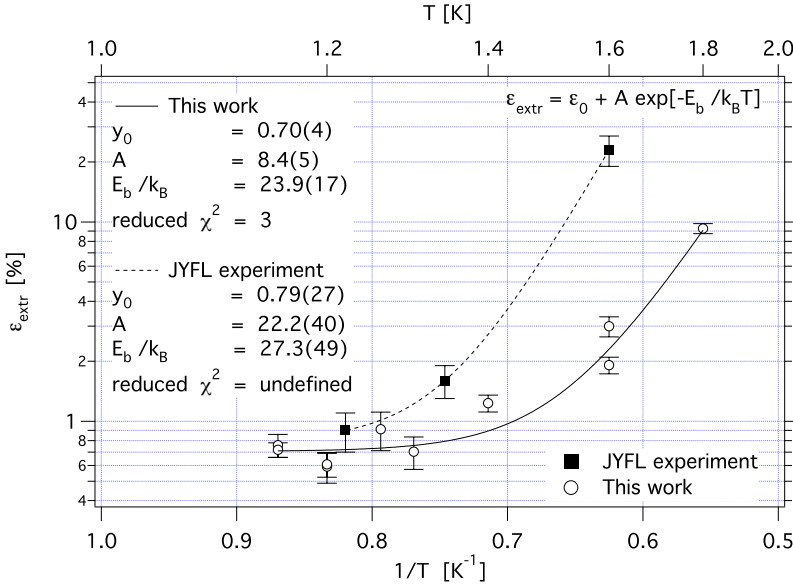 T [K]
1.0 1.2 1.4 1.6 1.8 2.0
ε_extr = ε_0 + A exp[-E_b /k_B T]
This work
y_0 = 0.70(4)
A = 8.4(5)
E_b /k_B = 23.9(17)
reduced χ^2 = 3
JYFL experiment
y_0 = 0.79(27)
A = 22.2(40)
E_b /k_B = 27.3(49)
reduced χ^2 = undefined
ε_extr [%]
4
2
10
8
6
4
2
1
8
6
4
JYFL experiment
This work
1.0 0.9 0.8 0.7 0.6 0.5
1/T [K^-1]